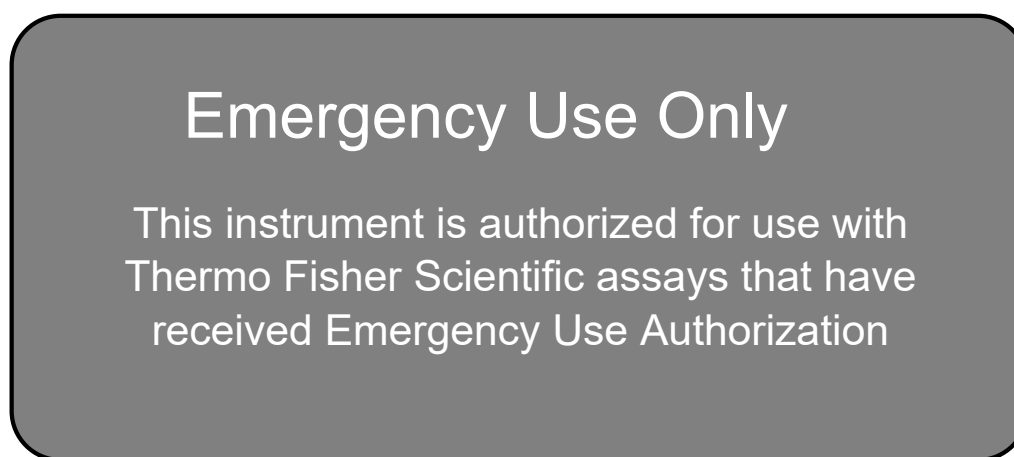 Emergency Use Only
This instrument is authorized for use with
Thermo Fisher Scientific assays that have
received Emergency Use Authorization